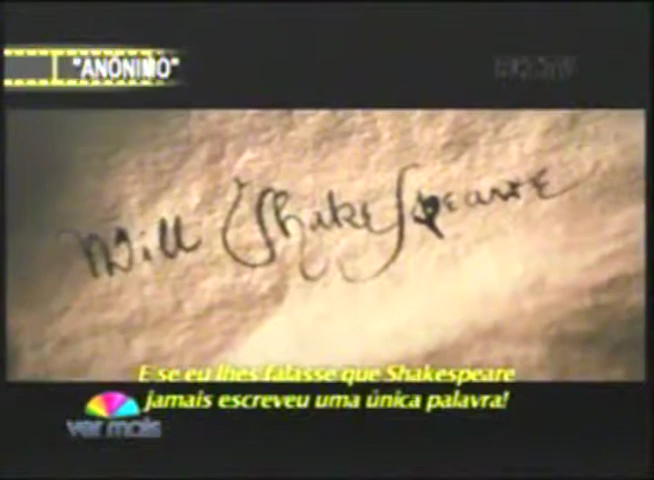 "ANÔNIMO"
Will Shakespeare
E se eu lhes falasse que Shakespeare
jamais escreveu uma única palavra!
ver mais